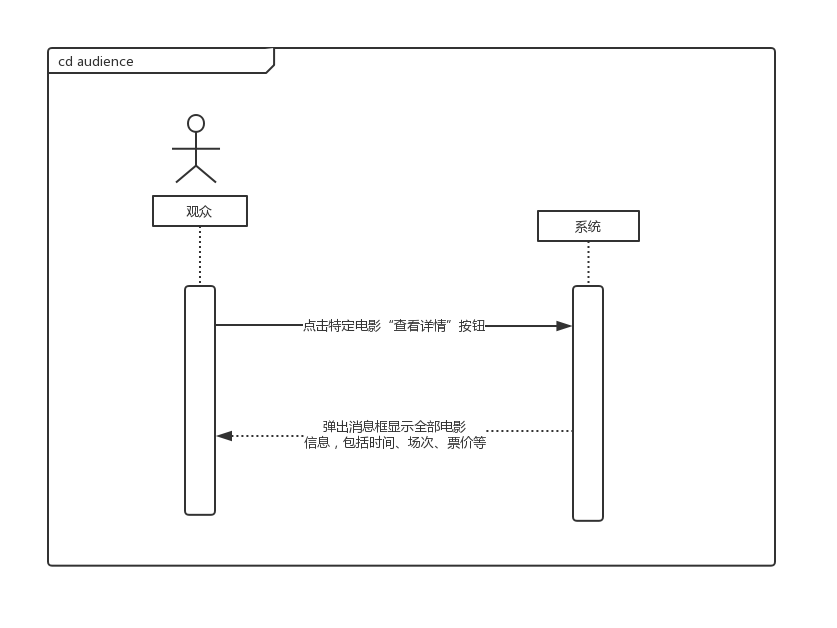 cd audience
观众
系统
点击特定电影“查看详情”按钮
弹出消息框显示全部电影
信息，包括时间、场次、票价等